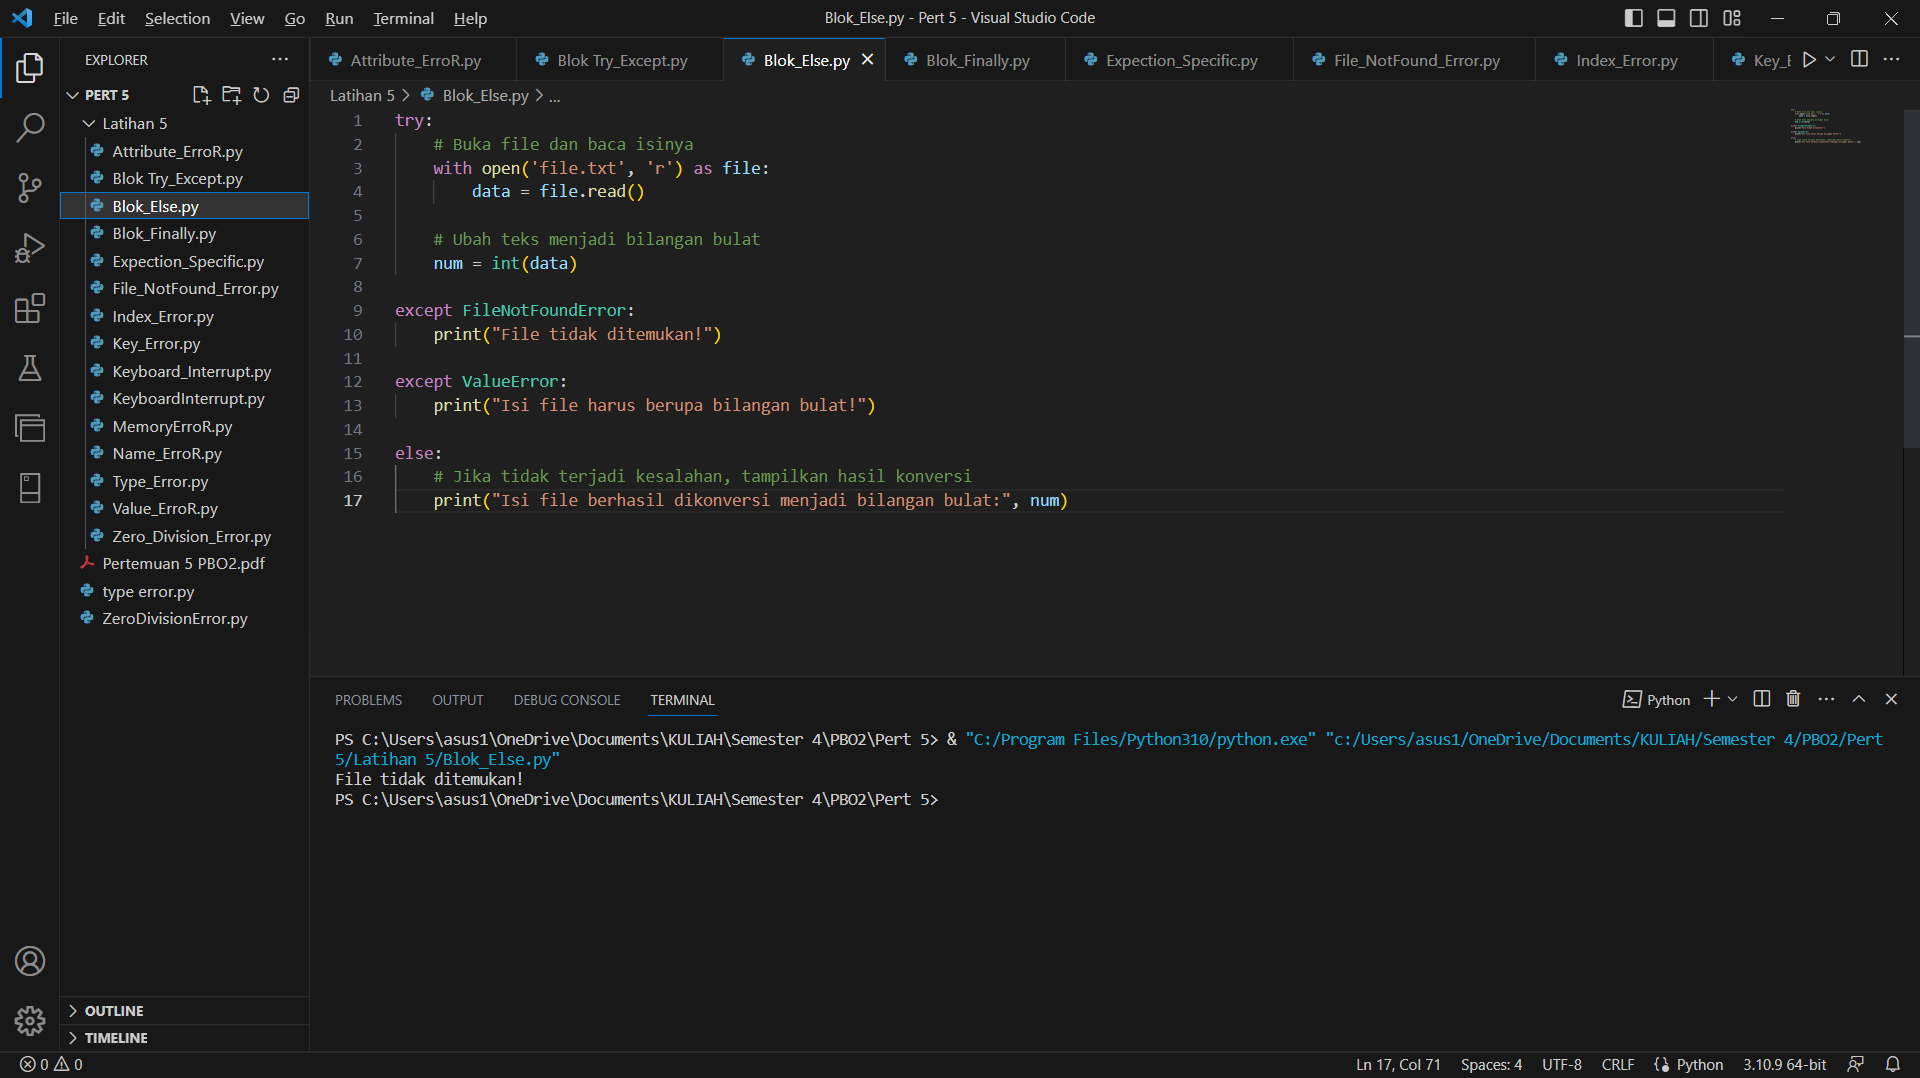 File Edit Selection View Go Run Terminal Help
Blok_Else.py - Pert 5 - Visual Studio Code
EXPLORER
PERT 5
Latihan 5
Attribute_ErroR.py
Blok Try_Except.py
Blok_Else.py
Blok_Finally.py
Expection_Specific.py
File_NotFound_Error.py
Index_Error.py
Key_Error.py
Keyboard_Interrupt.py
KeyboardInterrupt.py
MemoryErroR.py
Name_ErroR.py
Type_Error.py
Value_ErroR.py
Zero_Division_Error.py
Pertemuan 5 PBO2.pdf
type error.py
ZeroDivisionError.py
OUTLINE
TIMELINE
Attribute_ErroR.py Blok Try_Except.py Blok_Else.py Blok_Finally.py Expection_Specific.py File_NotFound_Error.py Index_Error.py Key_E
Latihan 5 > Blok_Else.py > ...
1 try:
2 # Buka file dan baca isinya
3 with open('file.txt', 'r') as file:
4 data = file.read()
5
6 # Ubah teks menjadi bilangan bulat
7 num = int(data)
8
9 except FileNotFoundError:
10 print("File tidak ditemukan!")
11
12 except ValueError:
13 print("Isi file harus berupa bilangan bulat!")
14
15 else:
16 # Jika tidak terjadi kesalahan, tampilkan hasil konversi
17 print("Isi file berhasil dikonversi menjadi bilangan bulat:", num)
PROBLEMS OUTPUT DEBUG CONSOLE TERMINAL
Python
PS C:\Users\asus1\OneDrive\Documents\KULIAH\Semester 4\PBO2\Pert 5> & "C:/Program Files/Python310/python.exe" "c:/Users/asus1/OneDrive/Documents/KULIAH/Semester 4/PBO2/Pert
5/Latihan 5/Blok_Else.py"
File tidak ditemukan!
PS C:\Users\asus1\OneDrive\Documents\KULIAH\Semester 4\PBO2\Pert 5>
0 0
Ln 17, Col 71 Spaces: 4 UTF-8 CRLF Python 3.10.9 64-bit